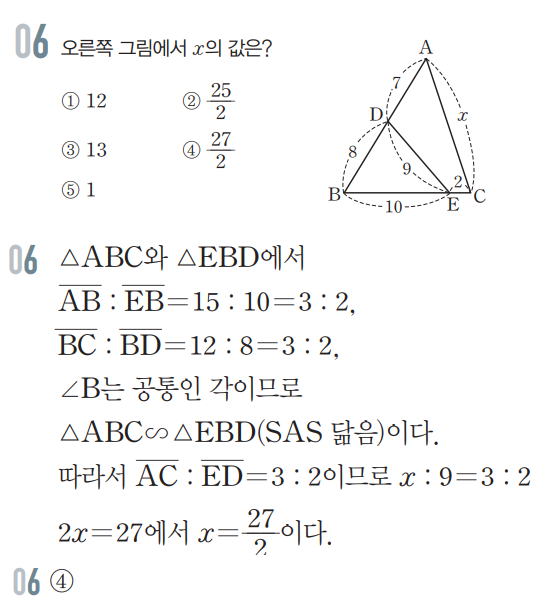 06 오른쪽 그림에서 x의 값은?
① 12 ② 25/2
③ 13 ④ 27/2
⑤ 1
A
7
D x
8 9 2
B 10 E C
06 △ABC와 △EBD에서
AB : EB=15 : 10=3 : 2,
BC : BD=12 : 8=3 : 2,
∠B는 공통인 각이므로
△ABC∽△EBD(SAS 닮음)이다.
따라서 AC : ED=3 : 2이므로 x : 9=3 : 2
2x=27에서 x=27/2이다.
06 ④